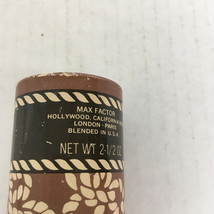 MAX FACTOR
HOLLYWOOD, CALIFORNIA
LONDON · PARIS
BLENDED IN U.S.A
NET WT 2-1/2 OZ